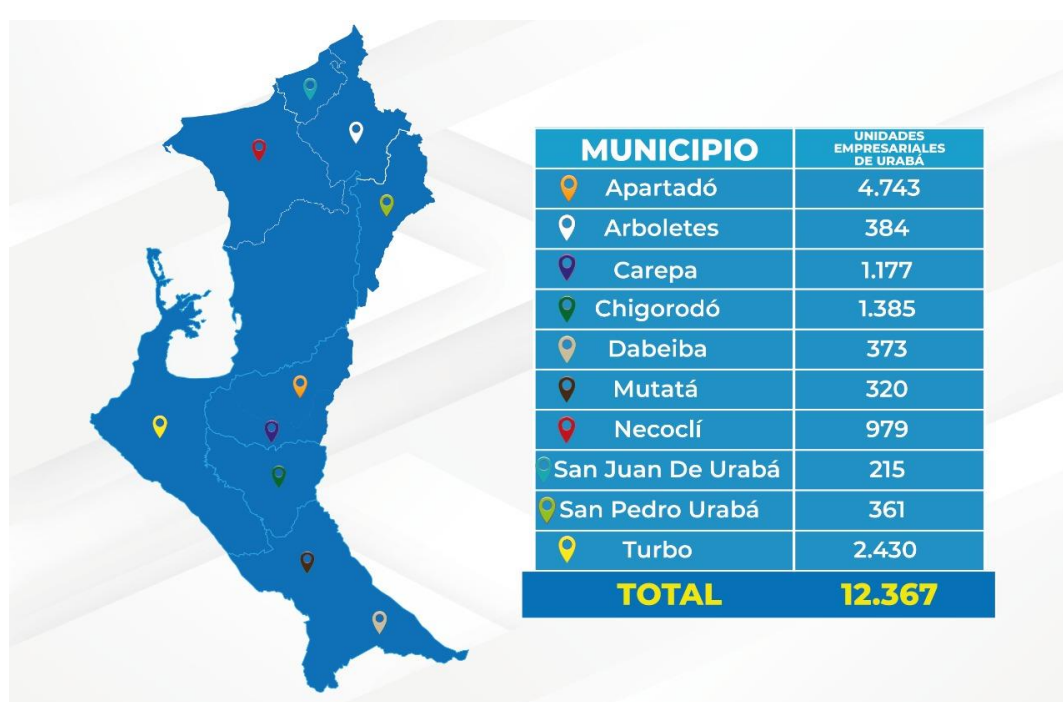 MUNICIPIO
UNIDADES
EMPRESARIALES
DE URABÁ
Apartadó 4.743
Arboletes 384
Carepa 1.177
Chigorodó 1.385
Dabeiba 373
Mutatá 320
Necoclí 979
San Juan De Urabá 215
San Pedro Urabá 361
Turbo 2.430
TOTAL 12.367